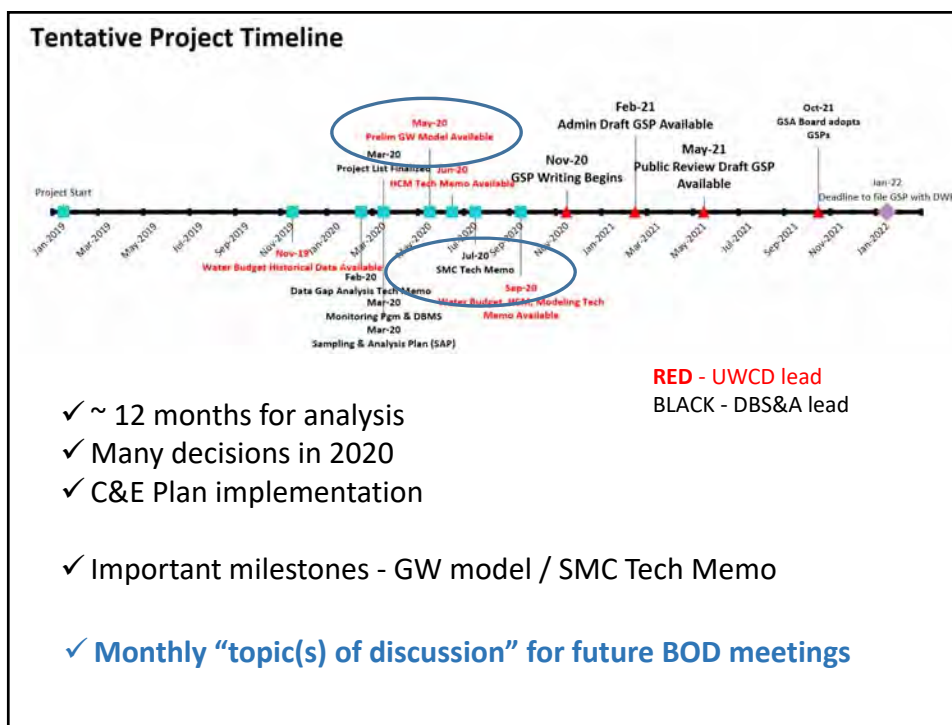 Tentative Project Timeline
May-20
Prelim GW Model Available
Mar-20
Project List Finalized
Jun-20
HCM Tech Memo Available
Nov-20
GSP Writing Begins
Feb-21
Admin Draft GSP Available
May-21
Public Review Draft GSP
Available
Oct-21
GSA Board adopts
GSPs
Jan-22
Deadline to file GSP with DWR
Project Start
Jan-2019
Mar-2019
May-2019
Jul-2019
Sep-2019
Nov-2019
Jan-2020
Mar-2020
May-2020
Jul-2020
Sep-2020
Nov-2020
Jan-2021
Mar-2021
May-2021
Jul-2021
Sep-2021
Nov-2021
Jan-2022
Nov-19
Water Budget Historical Data Available
Feb-20
Data Gap Analysis Tech Memo
Mar-20
Monitoring Pgm & DBMS
Mar-20
Sampling & Analysis Plan (SAP)
Jul-20
SMC Tech Memo
Sep-20
Water Budget, HCM, Modeling Tech
Memo Available
RED - UWCD lead
BLACK - DBS&A lead
✓ ~ 12 months for analysis
✓ Many decisions in 2020
✓ C&E Plan implementation
✓ Important milestones - GW model / SMC Tech Memo
✓ Monthly “topic(s) of discussion” for future BOD meetings